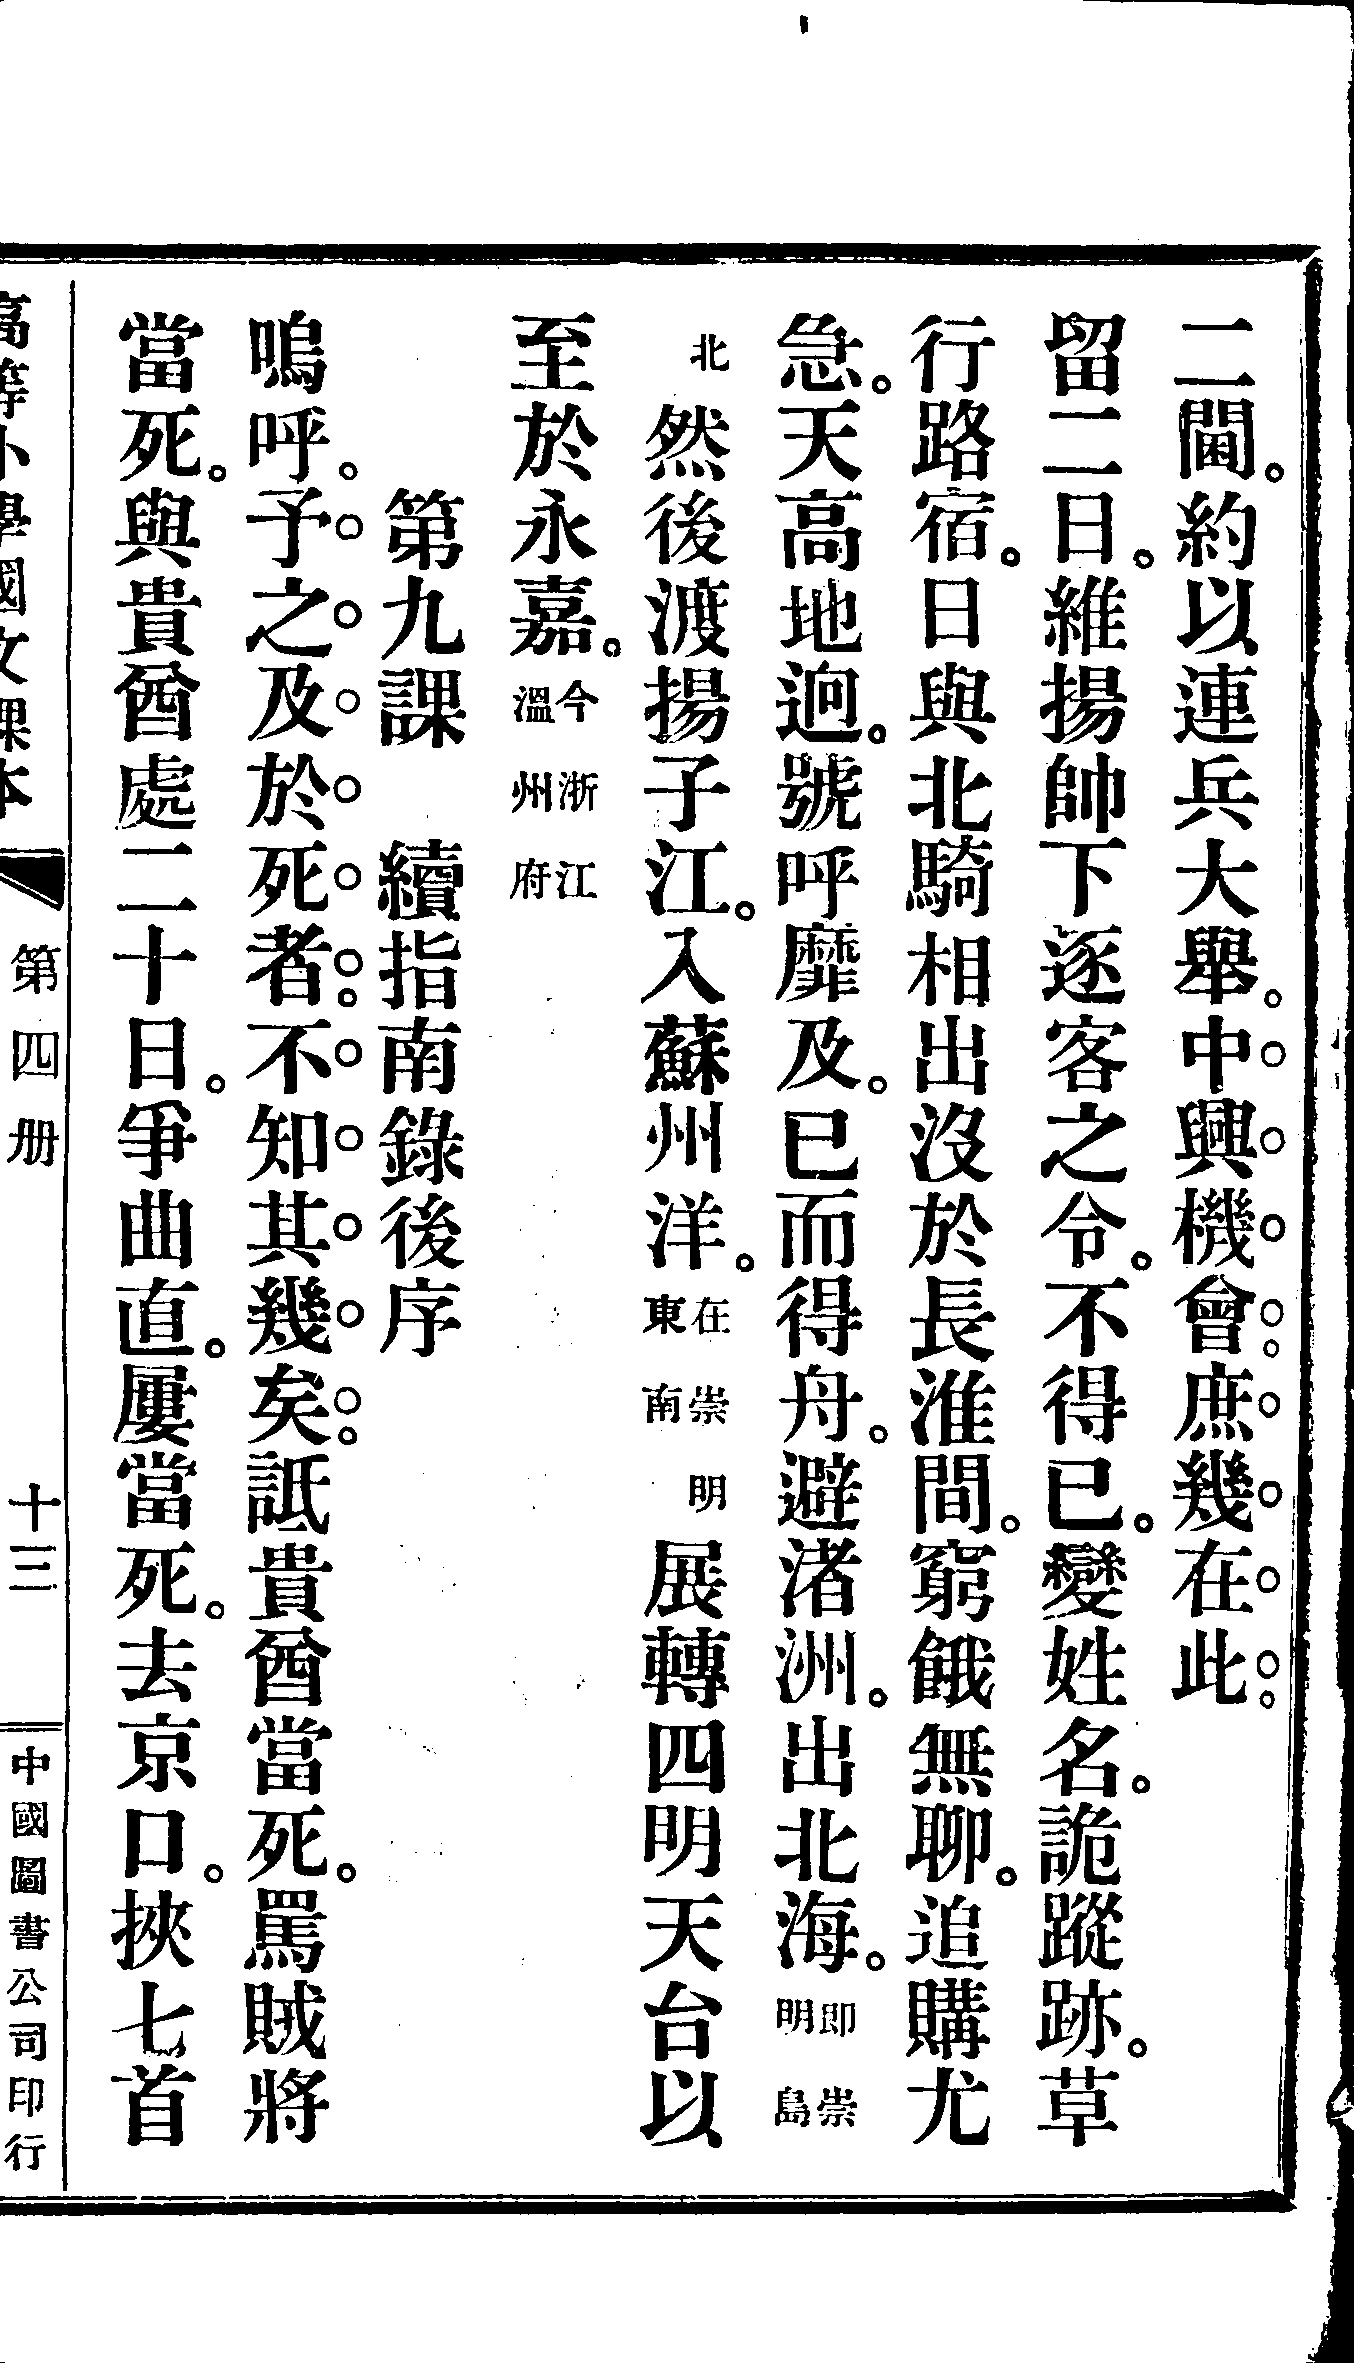 二閫。約以連兵大舉。中興機會。庶幾在此。
留二日。維揚帥下逐客之令。不得已。變姓名。詭蹤跡。草
行路宿。日與北騎相出沒於長淮間。窮餓無聊。追購尤
急。天高地迥。號呼靡及。已而得舟。避渚洲。出北海。即崇明島
北然後渡揚子江。入蘇州洋。在崇明東南展轉四明天台以
至於永嘉。今浙江溫州府
第九課　續指南錄後序
嗚呼。予之及於死者。不知其幾矣。詆貴酋當死。罵賊將
當死。與貴酋處二十日。爭曲直。屢當死。去京口。挾七首
高等小學國文課本
第四册
十三
中國圖書公司印行